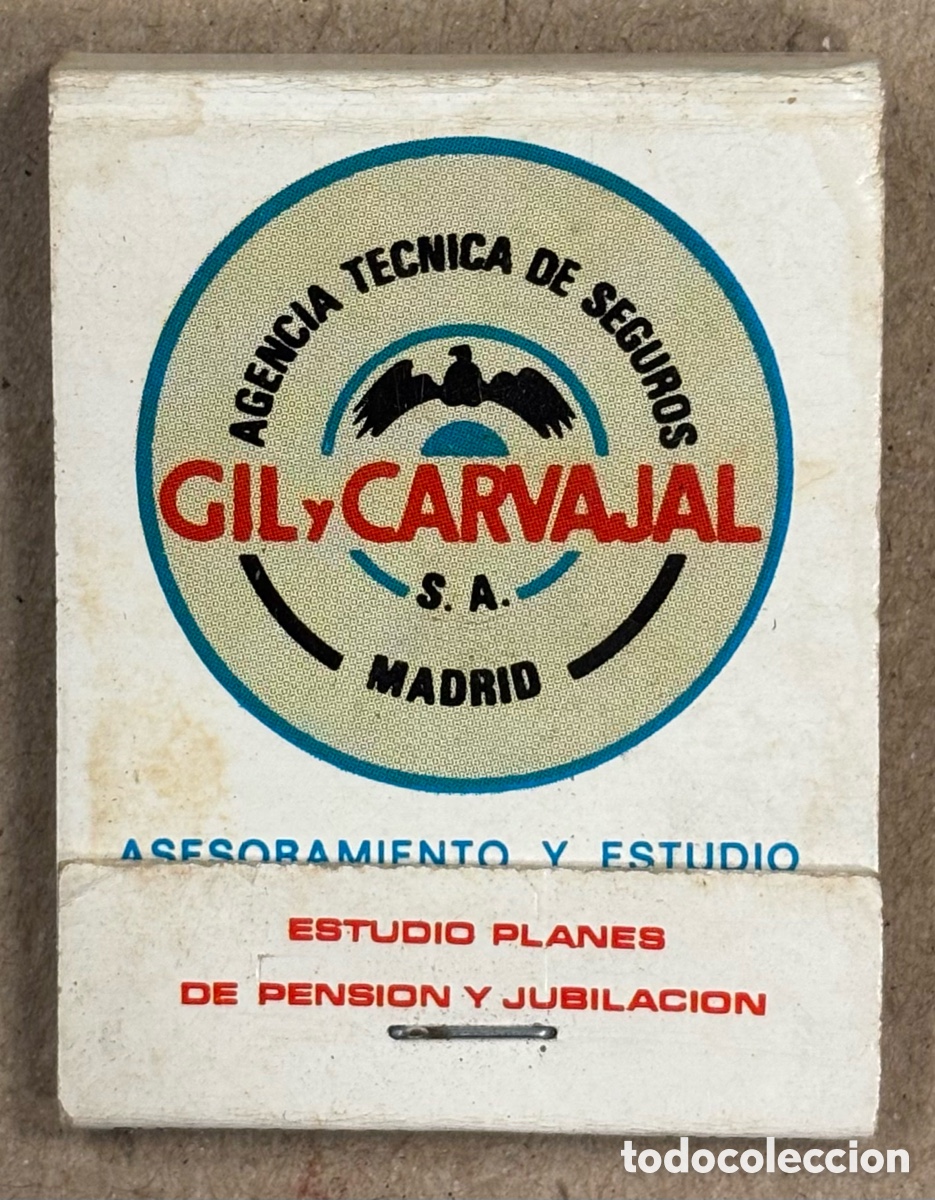 AGENCIA TECNICA DE SEGUROS
GIL y CARVAJAL
S. A.
MADRID
ASESORAMIENTO Y ESTUDIO
ESTUDIO PLANES
DE PENSION Y JUBILACION
todocoleccion